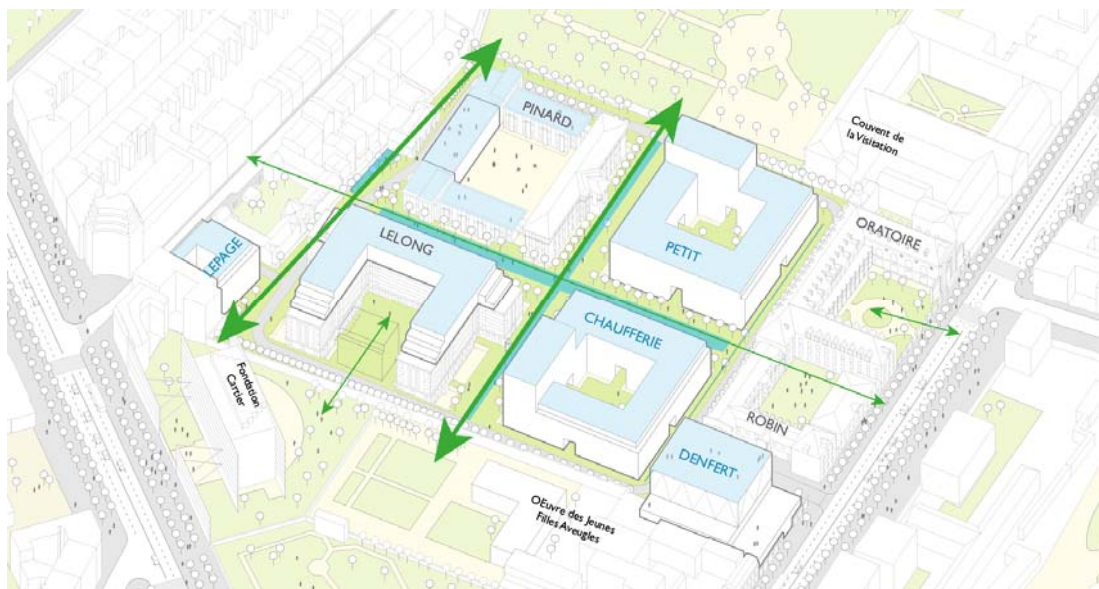 PINARD
Couvent de
la Visitation
ORATOIRE
LELONG
LEPAGE
PETIT
CHAUFFERIE
Fondation
Cartier
ROBIN
DENFERT
OEuvre des Jeunes
Filles Aveugles